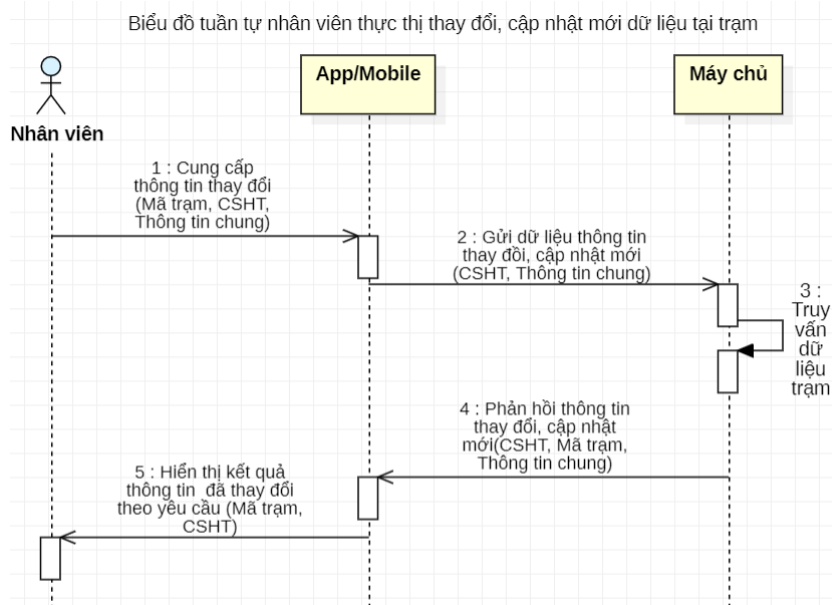 Biểu đồ tuần tự nhân viên thực thị thay đổi, cập nhật mới dữ liệu tại trạm
App/Mobile
Máy chủ
Nhân viên
1 : Cung cấp
thông tin thay đổi
(Mã trạm, CSHT,
Thông tin chung)
2 : Gửi dữ liệu thông tin
thay đồi, cập nhật mới
(CSHT, Thông tin chung)
3 :
Truy
vấn
dữ
liệu
trạm
4 : Phản hồi thông tin
thay đổi, cập nhật
mới(CSHT, Mã trạm,
Thông tin chung)
5 : Hiển thị kết quả
thông tin đã thay đổi
theo yêu cầu (Mã trạm,
CSHT)